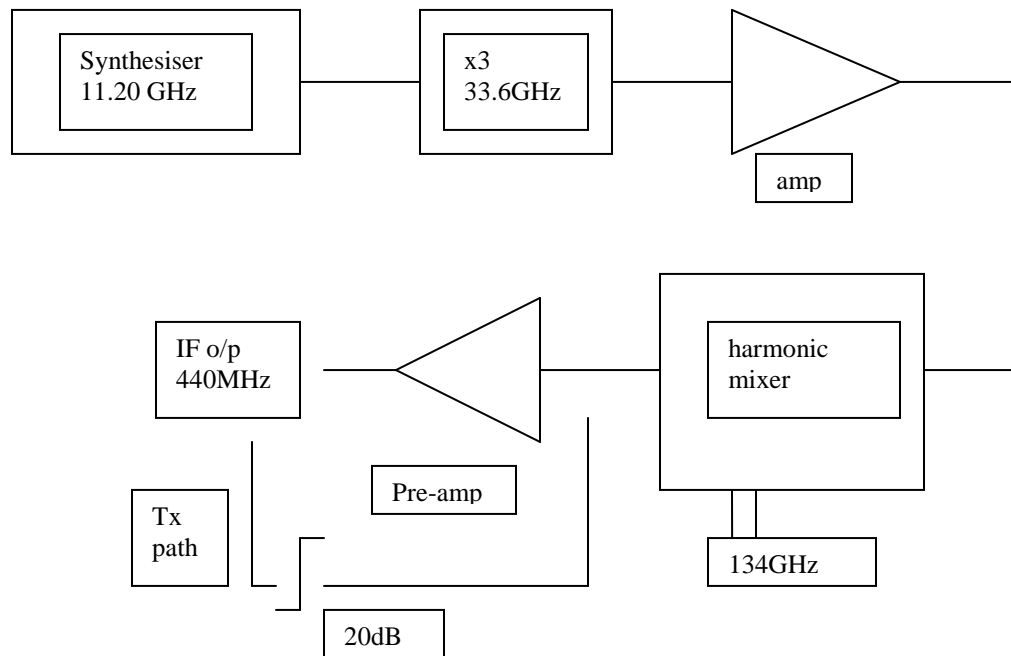 Synthesiser
11.20 GHz
x3
33.6GHz
amp
IF o/p
440MHz
harmonic
mixer
Pre-amp
Tx
path
134GHz
20dB